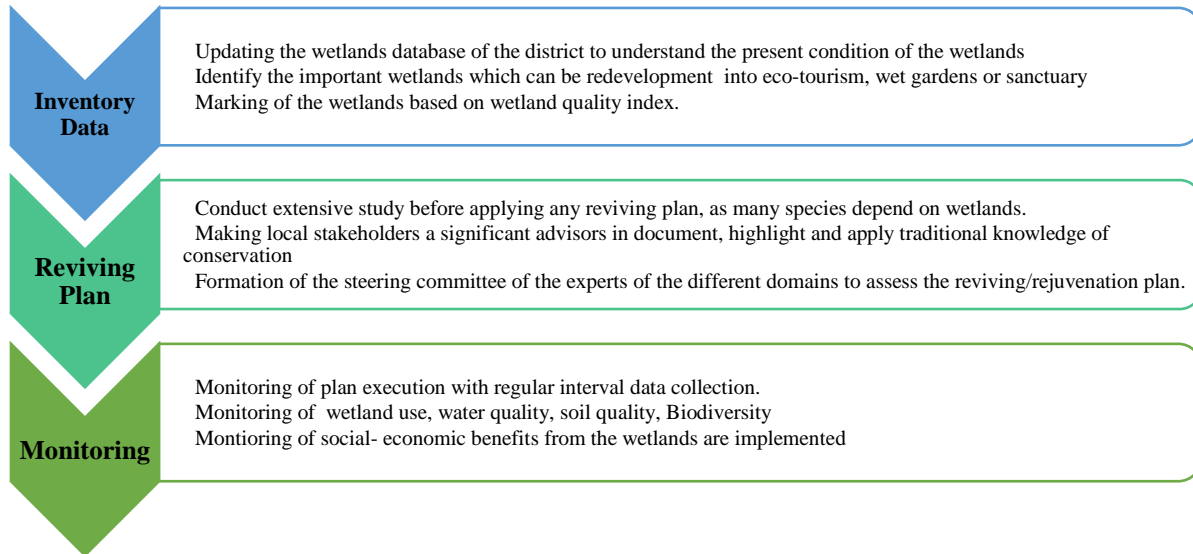 Inventory
Data
Updating the wetlands database of the district to understand the present condition of the wetlands
Identify the important wetlands which can be redevelopment into eco-tourism, wet gardens or sanctuary
Marking of the wetlands based on wetland quality index.
Reviving
Plan
Conduct extensive study before applying any reviving plan, as many species depend on wetlands.
Making local stakeholders a significant advisors in document, highlight and apply traditional knowledge of
conservation
Formation of the steering committee of the experts of the different domains to assess the reviving/rejuvenation plan.
Monitoring
Monitoring of plan execution with regular interval data collection.
Monitoring of wetland use, water quality, soil quality, Biodiversity
Montioring of social- economic benefits from the wetlands are implemented